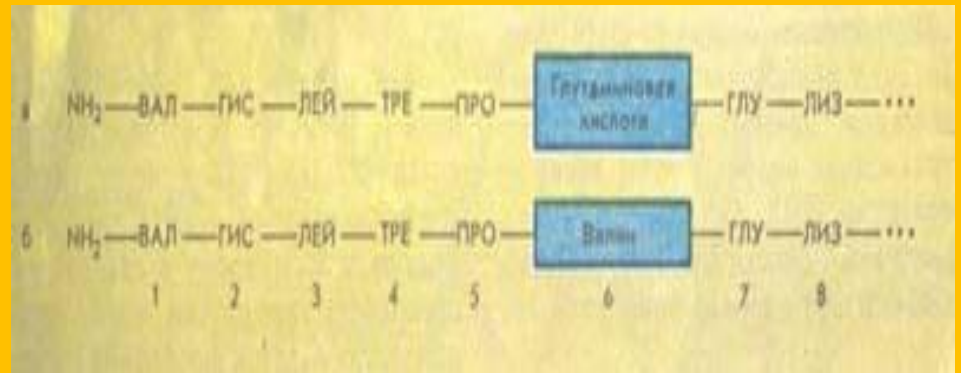 а NH₂—ВАЛ—ГИС—ЛЕЙ—ТРЕ—ПРО—Глутаминовая кислота—ГЛУ—ЛИЗ—•••
б NH₂—ВАЛ—ГИС—ЛЕЙ—ТРЕ—ПРО—Валин—ГЛУ—ЛИЗ—•••
1 2 3 4 5 6 7 8